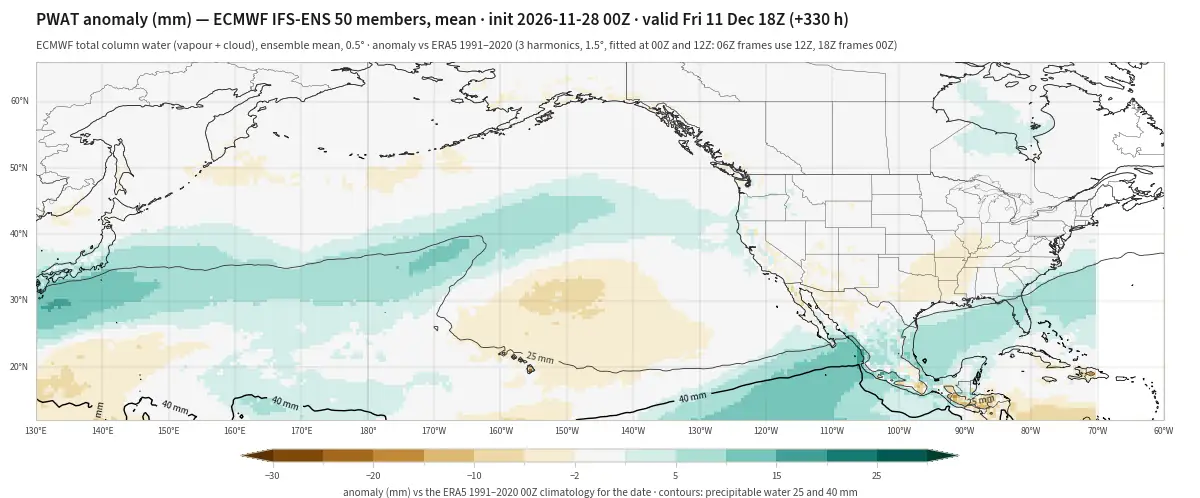 PWAT anomaly (mm) — ECMWF IFS-ENS 50 members, mean · init 2026-11-28 00Z · valid Fri 11 Dec 18Z (+330 h)
ECMWF total column water (vapour + cloud), ensemble mean, 0.5° · anomaly vs ERA5 1991–2020 (3 harmonics, 1.5°, fitted at 00Z and 12Z: 06Z frames use 12Z, 18Z frames 00Z)
60°N
50°N
40°N
30°N
20°N
25 mm
40 mm
40 mm
40 mm
mm
25 mm
130°E 140°E 150°E 160°E 170°E 180° 170°W 160°W 150°W 140°W 130°W 120°W 110°W 100°W 90°W 80°W 70°W 60°W
−30 −20 −10 −2 5 15 25
anomaly (mm) vs the ERA5 1991–2020 00Z climatology for the date · contours: precipitable water 25 and 40 mm